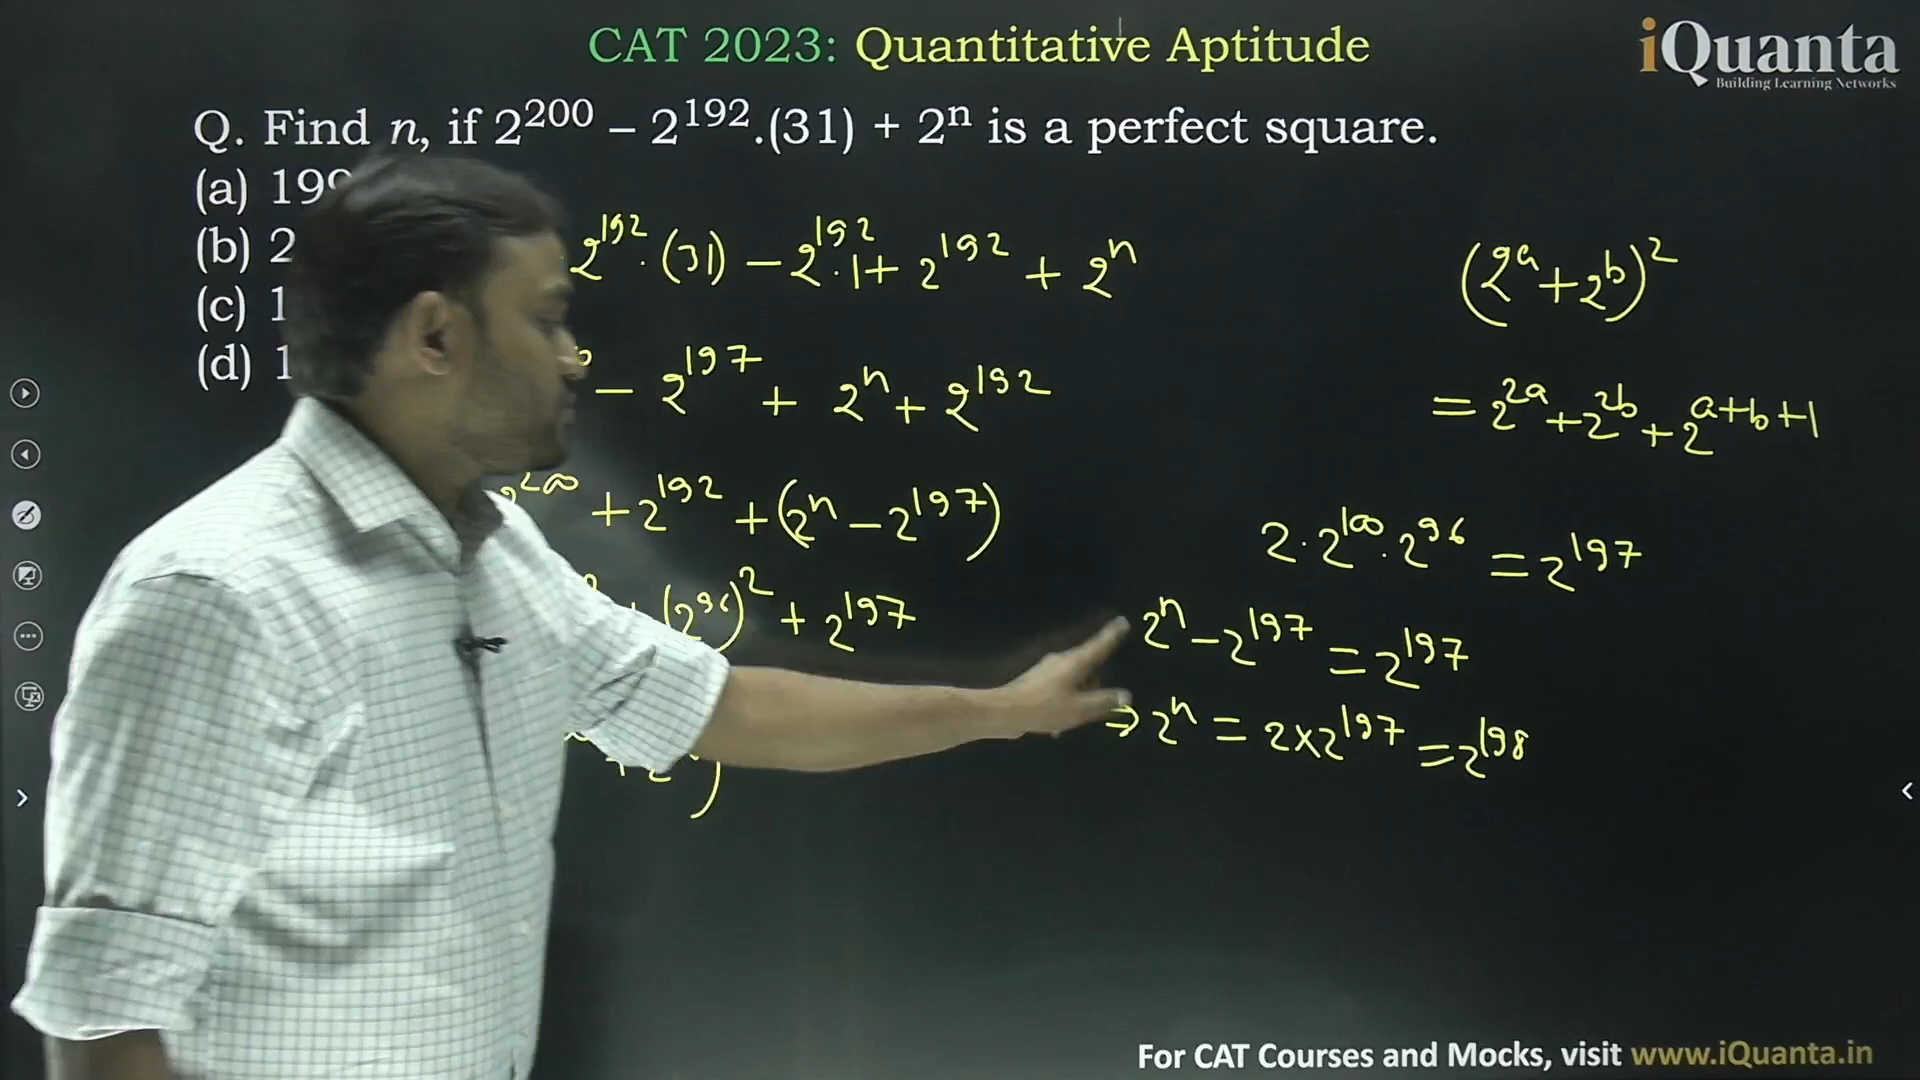 CAT 2023: Quantitative Aptitude
iQuanta
Building Learning Networks
Q. Find n, if 2²⁰⁰ – 2¹⁹².(31) + 2ⁿ is a perfect square.
(a) 199
(b) 2
(c) 1
(d) 1
2¹⁹²·(31) – 2¹⁹²·1 + 2¹⁹² + 2ⁿ
– 2¹⁹⁷ + 2ⁿ + 2¹⁹²
2²⁰⁰ + 2¹⁹² + (2ⁿ – 2¹⁹⁷)
+ (2⁹⁶)² + 2¹⁹⁷
(2ᵃ + 2ᵇ)²
= 2²ᵃ + 2²ᵇ + 2ᵃ⁺ᵇ⁺¹
2·2¹⁰⁰·2⁹⁶ = 2¹⁹⁷
2ⁿ – 2¹⁹⁷ = 2¹⁹⁷
⇒ 2ⁿ = 2×2¹⁹⁷ = 2¹⁹⁸
For CAT Courses and Mocks, visit www.iQuanta.in